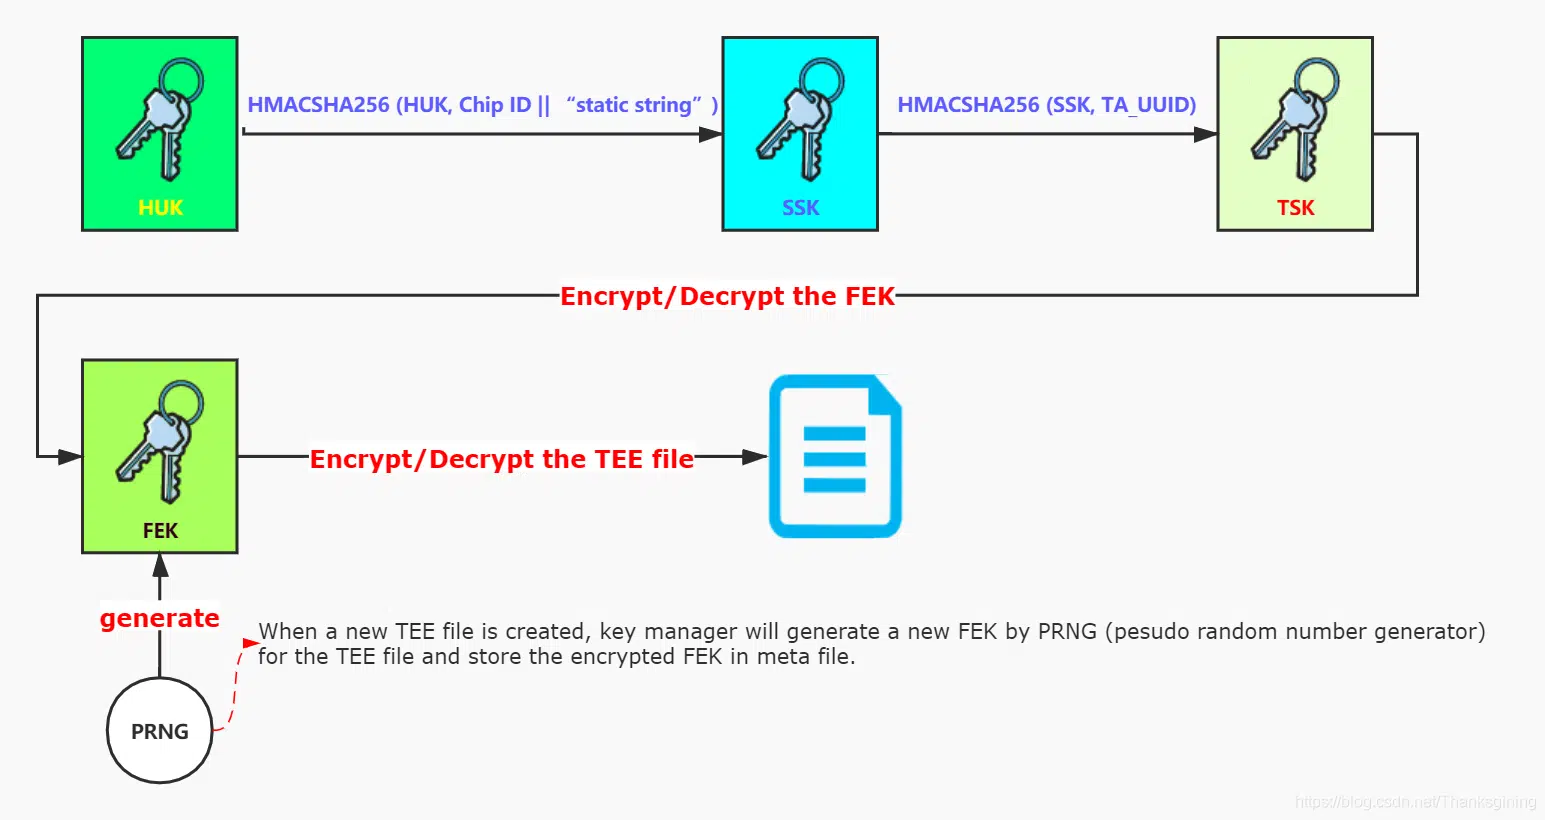 HMACSHA256 (HUK, Chip ID || “static string” )
HMACSHA256 (SSK, TA_UUID)
HUK
SSK
TSK
Encrypt/Decrypt the FEK
Encrypt/Decrypt the TEE file
FEK
generate
When a new TEE file is created, key manager will generate a new FEK by PRNG (pesudo random number generator)
for the TEE file and store the encrypted FEK in meta file.
PRNG
https://blog.csdn.net/Thanksgining